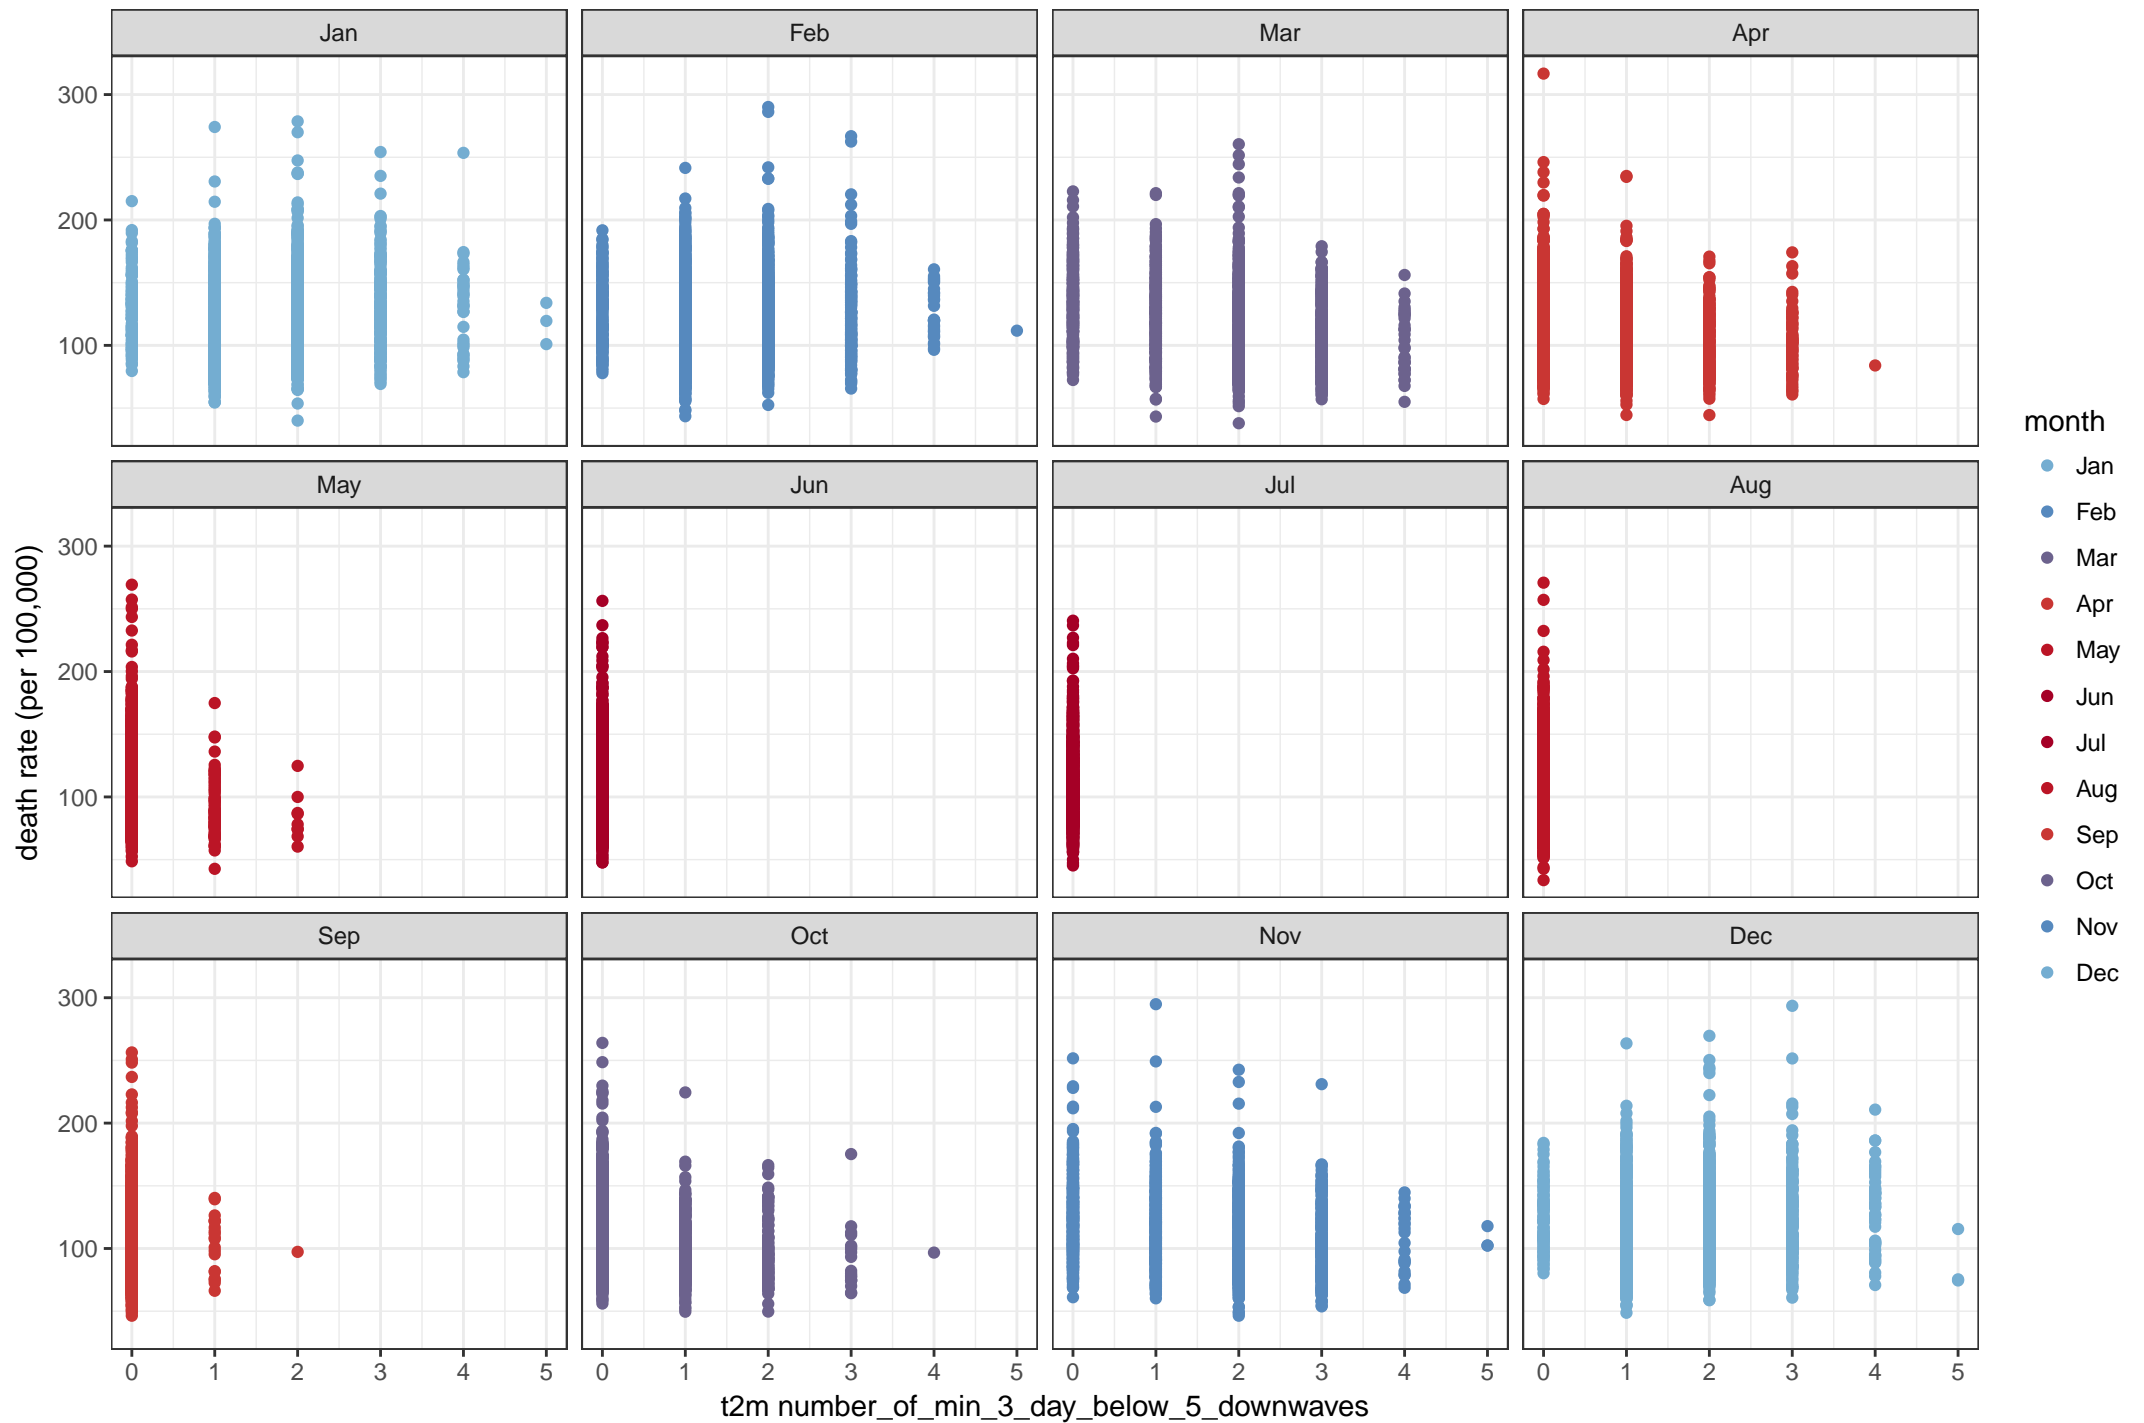 Jan Feb Mar Apr
300
200
100
May Jun Jul Aug
300
200
100
Sep Oct Nov Dec
300
200
100
0 1 2 3 4 5 0 1 2 3 4 5 0 1 2 3 4 5 0 1 2 3 4 5
t2m number_of_min_3_day_below_5_downwaves
death rate (per 100,000)
month
Jan
Feb
Mar
Apr
May
Jun
Jul
Aug
Sep
Oct
Nov
Dec